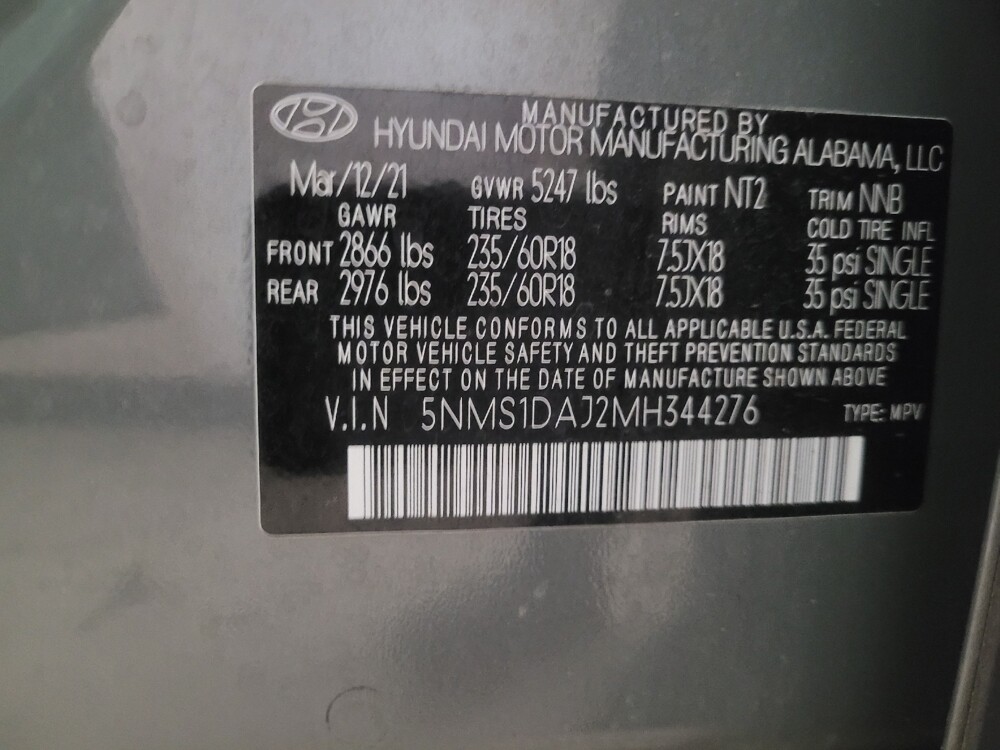 MANUFACTURED BY
HYUNDAI MOTOR MANUFACTURING ALABAMA, LLC
Mar/12/21 GVWR 5247 lbs PAINT NT2 TRIM NNB
GAWR TIRES RIMS COLD TIRE INFL
FRONT 2866 lbs 235/60R18 7.5JX18 35 psi SINGLE
REAR 2976 lbs 235/60R18 7.5JX18 35 psi SINGLE
THIS VEHICLE CONFORMS TO ALL APPLICABLE U.S.A. FEDERAL
MOTOR VEHICLE SAFETY AND THEFT PREVENTION STANDARDS
IN EFFECT ON THE DATE OF MANUFACTURE SHOWN ABOVE
V.I.N 5NMS1DAJ2MH344276 TYPE: MPV